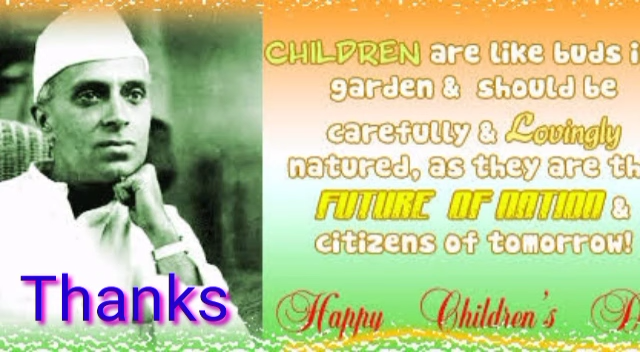 CHILDREN are like buds i
garden & should be
carefully & Lovingly
natured, as they are th
FUTURE OF NATION &
citizens of tomorrow!
Happy Children's
Thanks